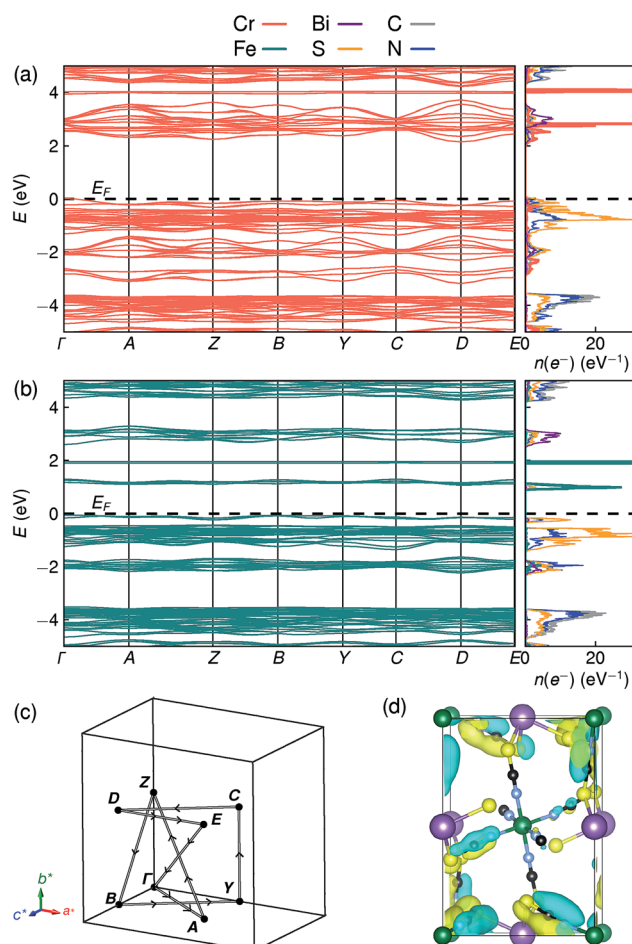 Cr Bi C
Fe S N
(a)
4
2
0
−2
−4
E (eV)
E_F
Γ A Z B Y C D E
0 20
n(e⁻) (eV⁻¹)
(b)
4
2
0
−2
−4
E (eV)
E_F
Γ A Z B Y C D E
0 20
n(e⁻) (eV⁻¹)
(c)
(d)
Z
D
C
E
Γ
B
Y
A
b*
c*
a*